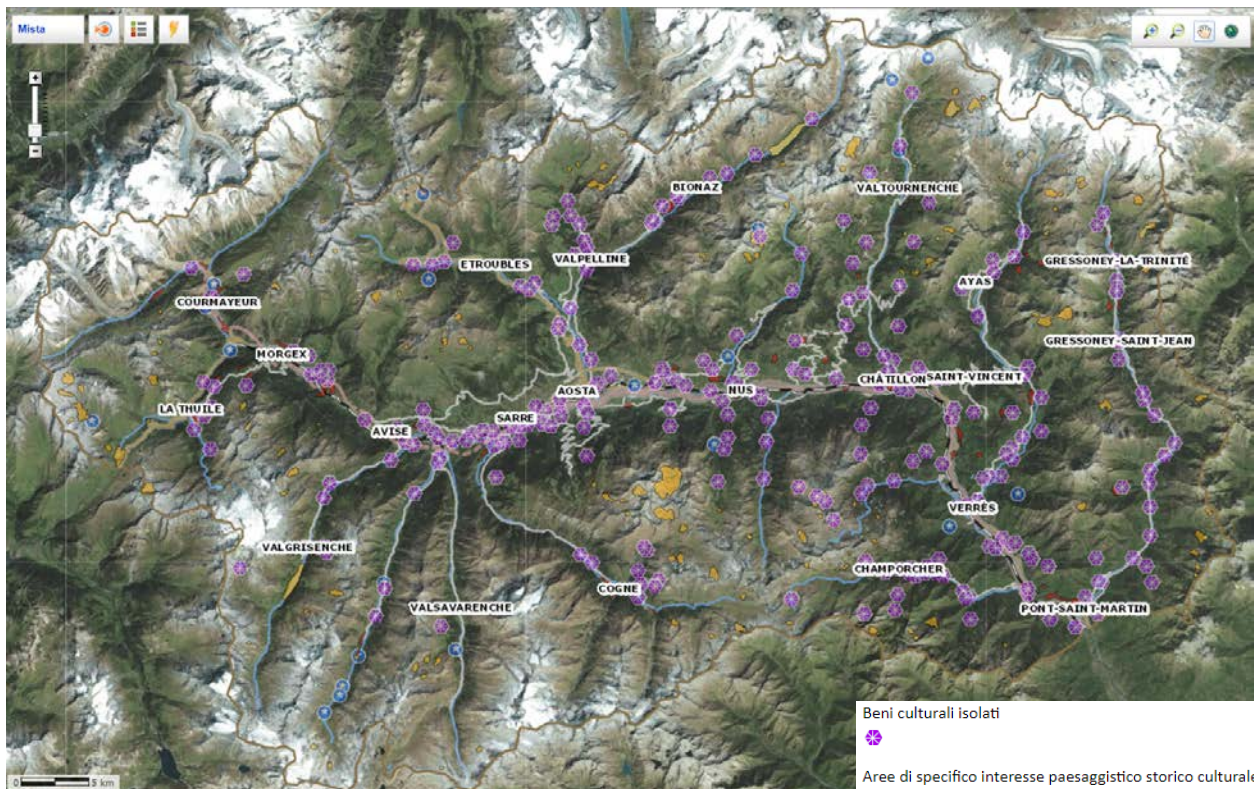 Mista
BIONAZ
VALTOURNENCHE
ETROUBLES
VALPELLINE
GRESSONEY-LA-TRINITÉ
AYAS
COURMAYEUR
GRESSONEY-SAINT-JEAN
MORGEX
CHÂTILLON
SAINT-VINCENT
AOSTA
NUS
LA THUILE
SARRE
AVISE
VERRÈS
VALGRISENCHE
CHAMPORCHER
COGNE
VALSAVARENCHE
PONT-SAINT-MARTIN
Beni culturali isolati
Aree di specifico interesse paesaggistico storico culturale
0 5 km